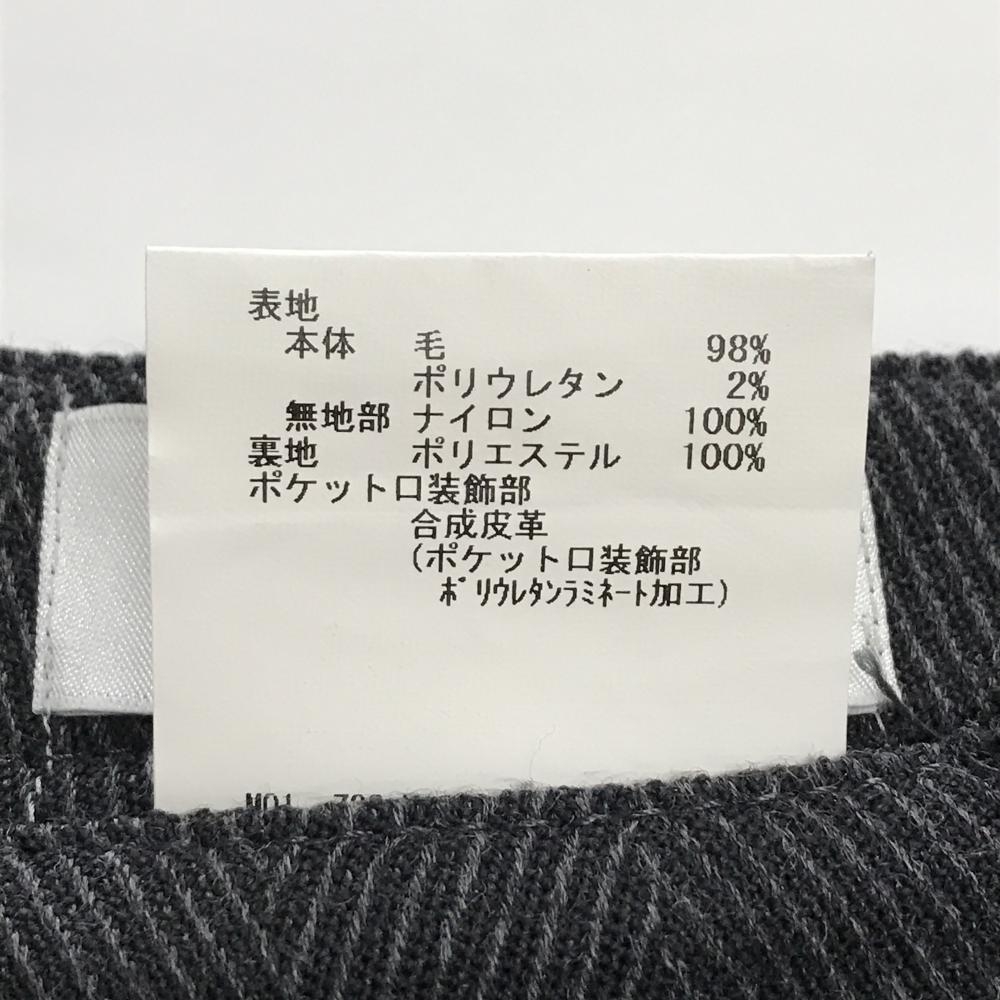 表地
本体 毛 98%
ポリウレタン 2%
無地部 ナイロン 100%
裏地 ポリエステル 100%
ポケット口装飾部
合成皮革
(ポケット口装飾部
ﾎﾟﾘｳﾚﾀﾝﾗﾐﾈｰﾄ加工)